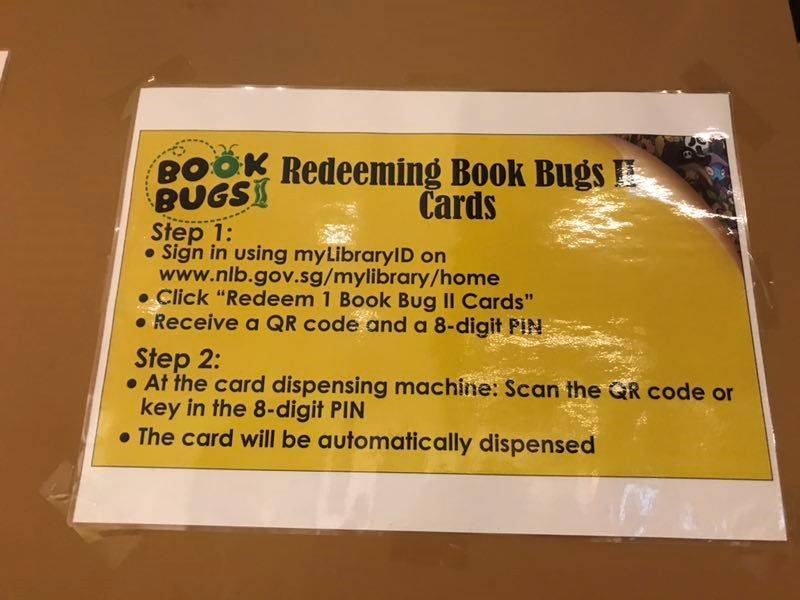 BOOK
BUGS II
Redeeming Book Bugs II
Cards
Step 1:
• Sign in using myLibraryID on
www.nlb.gov.sg/mylibrary/home
• Click “Redeem 1 Book Bug II Cards”
• Receive a QR code and a 8-digit PIN
Step 2:
• At the card dispensing machine: Scan the QR code or
key in the 8-digit PIN
• The card will be automatically dispensed